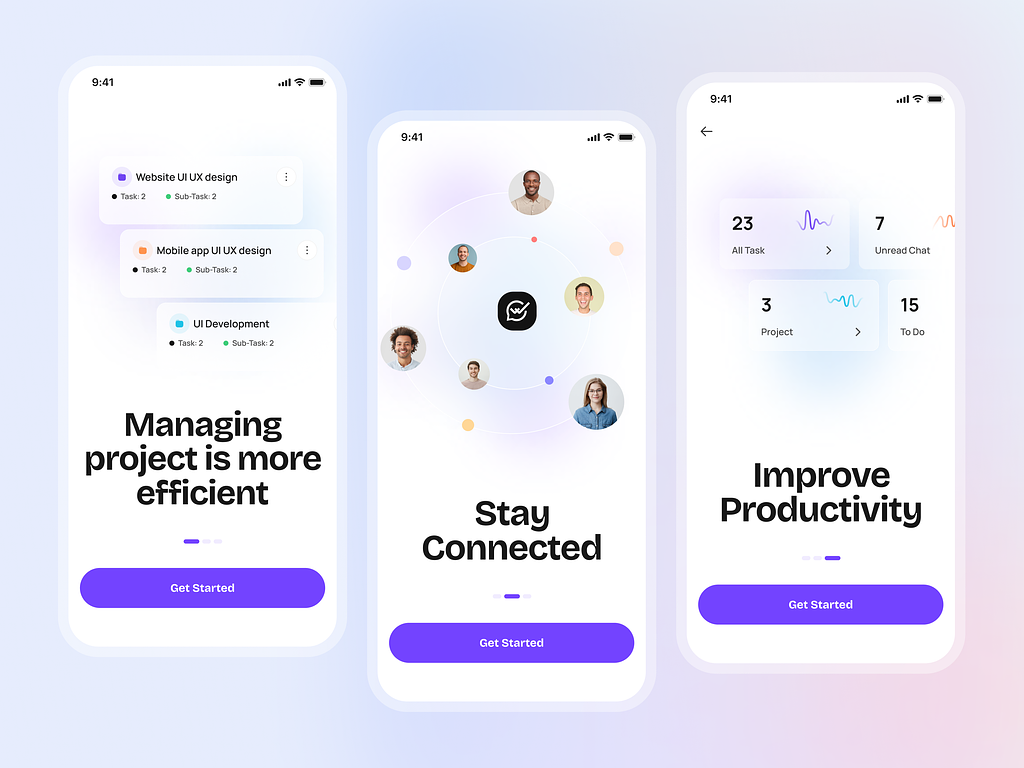 9:41
Website UI UX design
Task: 2
Sub-Task: 2
Mobile app UI UX design
Task: 2
Sub-Task: 2
UI Development
Task: 2
Sub-Task: 2
Managing
project is more
efficient
Get Started
9:41
Stay
Connected
Get Started
9:41
23
All Task
7
Unread Chat
3
Project
15
To Do
Improve
Productivity
Get Started